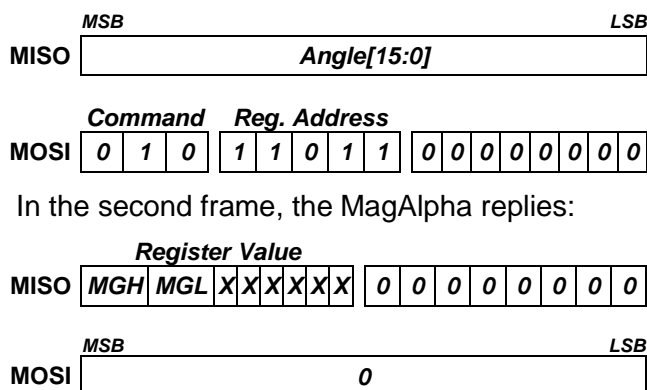 MSB LSB
MISO Angle[15:0]
Command Reg. Address
MOSI 0 1 0 1 1 0 1 1 0 0 0 0 0 0 0 0
In the second frame, the MagAlpha replies:
Register Value
MISO MGH MGL X X X X X X 0 0 0 0 0 0 0 0
MSB LSB
MOSI 0